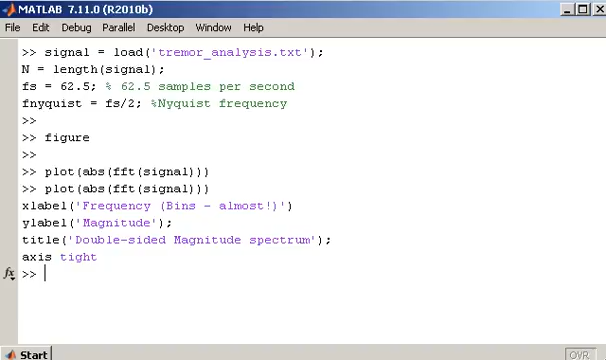 MATLAB 7.11.0 (R2010b)
File Edit Debug Parallel Desktop Window Help
>> signal = load('tremor_analysis.txt');
N = length(signal);
fs = 62.5; % 62.5 samples per second
fnyquist = fs/2; %Nyquist frequency
>>
>> figure
>>
>> plot(abs(fft(signal)))
>> plot(abs(fft(signal)))
xlabel('Frequency (Bins - almost!)')
ylabel('Magnitude');
title('Double-sided Magnitude spectrum');
axis tight
fx >>
Start OVR